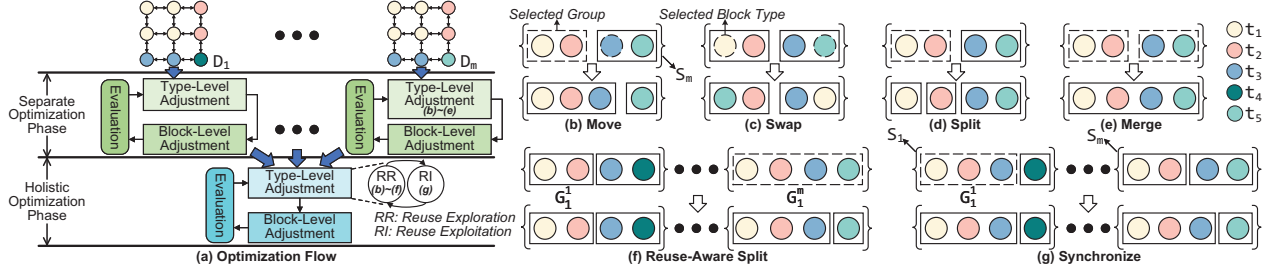 D1
Dm
Separate
Optimization
Phase
Evaluation
Type-Level
Adjustment
Block-Level
Adjustment
Evaluation
Type-Level
Adjustment
(b)~(e)
Block-Level
Adjustment
Holistic
Optimization
Phase
Evaluation
Type-Level
Adjustment
Block-Level
Adjustment
RR
(b)~(f)
RI
(g)
RR: Reuse Exploration
RI: Reuse Exploitation
(a) Optimization Flow
Selected Group
Selected Block Type
Sm
(b) Move
(c) Swap
(d) Split
(e) Merge
t1
t2
t3
t4
t5
G11
Gm1
(f) Reuse-Aware Split
S1
Sm
G11
(g) Synchronize